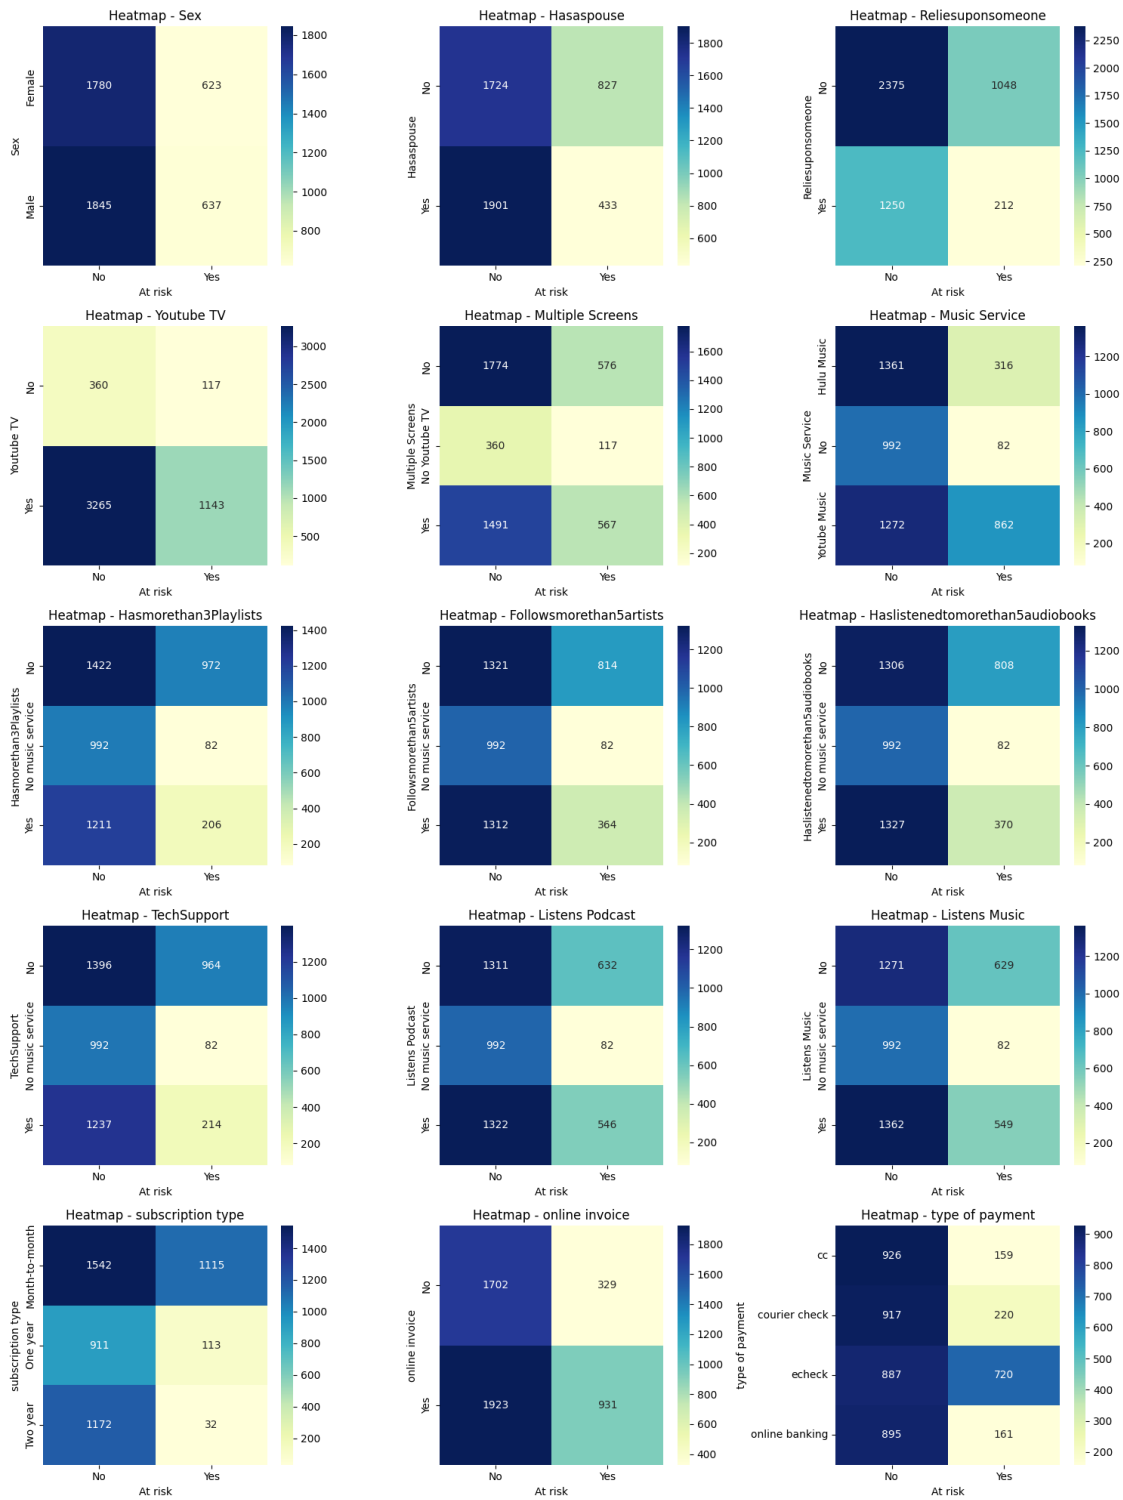 Heatmap - Sex
Sex
Female
Male
1780
623
1845
637
No
Yes
At risk
1800
1600
1400
1200
1000
800
Heatmap - Hasaspouse
Hasaspouse
No
Yes
1724
827
1901
433
No
Yes
At risk
1800
1600
1400
1200
1000
800
600
Heatmap - Reliesuponsomeone
Reliesuponsomeone
No
Yes
2375
1048
1250
212
No
Yes
At risk
2250
2000
1750
1500
1250
1000
750
500
250
Heatmap - Youtube TV
Youtube TV
No
Yes
360
117
3265
1143
No
Yes
At risk
3000
2500
2000
1500
1000
500
Heatmap - Multiple Screens
Multiple Screens
No
No Youtube TV
Yes
1774
576
360
117
1491
567
No
Yes
At risk
1600
1400
1200
1000
800
600
400
200
Heatmap - Music Service
Music Service
Hulu Music
No
Yotube Music
1361
316
992
82
1272
862
No
Yes
At risk
1200
1000
800
600
400
200
Heatmap - Hasmorethan3Playlists
Hasmorethan3Playlists
No
No music service
Yes
1422
972
992
82
1211
206
No
Yes
At risk
1400
1200
1000
800
600
400
200
Heatmap - Followsmorethan5artists
Followsmorethan5artists
No
No music service
Yes
1321
814
992
82
1312
364
No
Yes
At risk
1200
1000
800
600
400
200
Heatmap - Haslistenedtomorethan5audiobooks
Haslistenedtomorethan5audiobooks
No
No music service
Yes
1306
808
992
82
1327
370
No
Yes
At risk
1200
1000
800
600
400
200
Heatmap - TechSupport
TechSupport
No
No music service
Yes
1396
964
992
82
1237
214
No
Yes
At risk
1200
1000
800
600
400
200
Heatmap - Listens Podcast
Listens Podcast
No
No music service
Yes
1311
632
992
82
1322
546
No
Yes
At risk
1200
1000
800
600
400
200
Heatmap - Listens Music
Listens Music
No
No music service
Yes
1271
629
992
82
1362
549
No
Yes
At risk
1200
1000
800
600
400
200
Heatmap - subscription type
subscription type
Month-to-month
One year
Two year
1542
1115
911
113
1172
32
No
Yes
At risk
1400
1200
1000
800
600
400
200
Heatmap - online invoice
online invoice
No
Yes
1702
329
1923
931
No
Yes
At risk
1800
1600
1400
1200
1000
800
600
400
Heatmap - type of payment
type of payment
cc
courier check
echeck
online banking
926
159
917
220
887
720
895
161
No
Yes
At risk
900
800
700
600
500
400
300
200